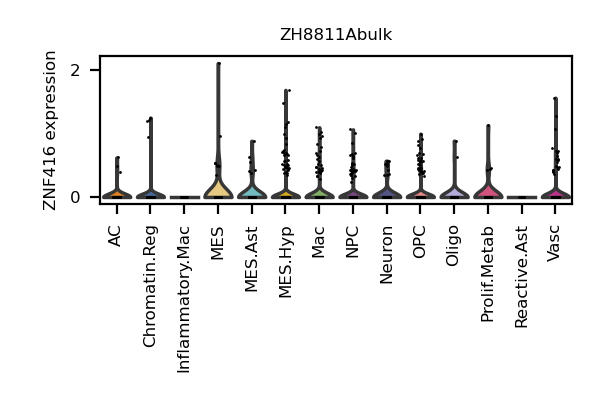 ZH8811Abulk
ZNF416 expression
2
0
AC
Chromatin.Reg
Inflammatory.Mac
MES
MES.Ast
MES.Hyp
Mac
NPC
Neuron
OPC
Oligo
Prolif.Metab
Reactive.Ast
Vasc